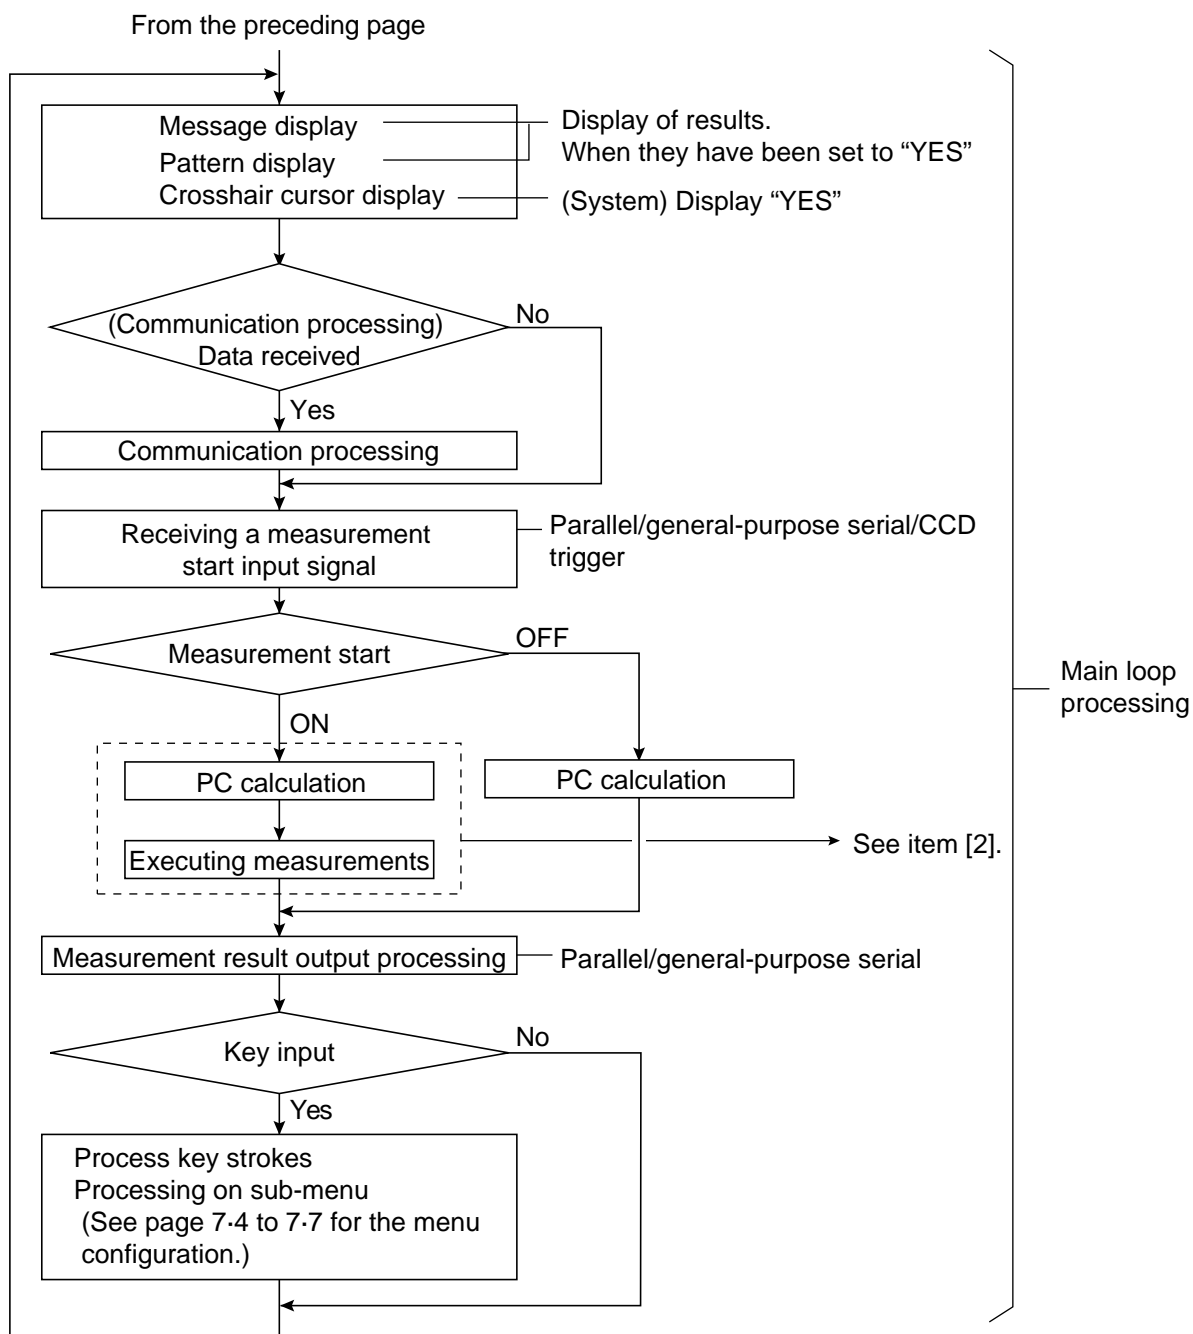 From the preceding page
Message display
Pattern display
Crosshair cursor display
Display of results.
When they have been set to “YES”
(System) Display “YES”
(Communication processing)
Data received
No
Yes
Communication processing
Receiving a measurement
start input signal
Parallel/general-purpose serial/CCD
trigger
Measurement start
OFF
ON
PC calculation
PC calculation
Executing measurements
See item [2].
Main loop
processing
Measurement result output processing
Parallel/general-purpose serial
Key input
No
Yes
Process key strokes
Processing on sub-menu
(See page 7·4 to 7·7 for the menu
configuration.)